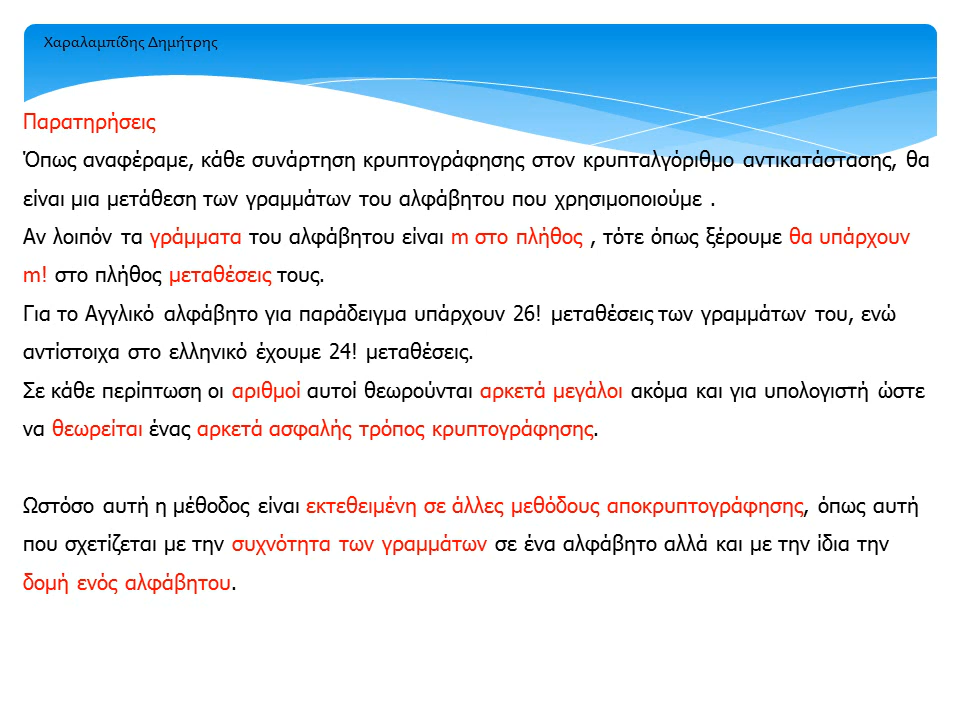 Χαραλαμπίδης Δημήτρης
Παρατηρήσεις
Όπως αναφέραμε, κάθε συνάρτηση κρυπτογράφησης στον κρυπταλγόριθμο αντικατάστασης, θα
είναι μια μετάθεση των γραμμάτων του αλφάβητου που χρησιμοποιούμε .
Αν λοιπόν τα γράμματα του αλφάβητου είναι m στο πλήθος , τότε όπως ξέρουμε θα υπάρχουν
m! στο πλήθος μεταθέσεις τους.
Για το Αγγλικό αλφάβητο για παράδειγμα υπάρχουν 26! μεταθέσεις των γραμμάτων του, ενώ
αντίστοιχα στο ελληνικό έχουμε 24! μεταθέσεις.
Σε κάθε περίπτωση οι αριθμοί αυτοί θεωρούνται αρκετά μεγάλοι ακόμα και για υπολογιστή ώστε
να θεωρείται ένας αρκετά ασφαλής τρόπος κρυπτογράφησης.
Ωστόσο αυτή η μέθοδος είναι εκτεθειμένη σε άλλες μεθόδους αποκρυπτογράφησης, όπως αυτή
που σχετίζεται με την συχνότητα των γραμμάτων σε ένα αλφάβητο αλλά και με την ίδια την
δομή ενός αλφάβητου.